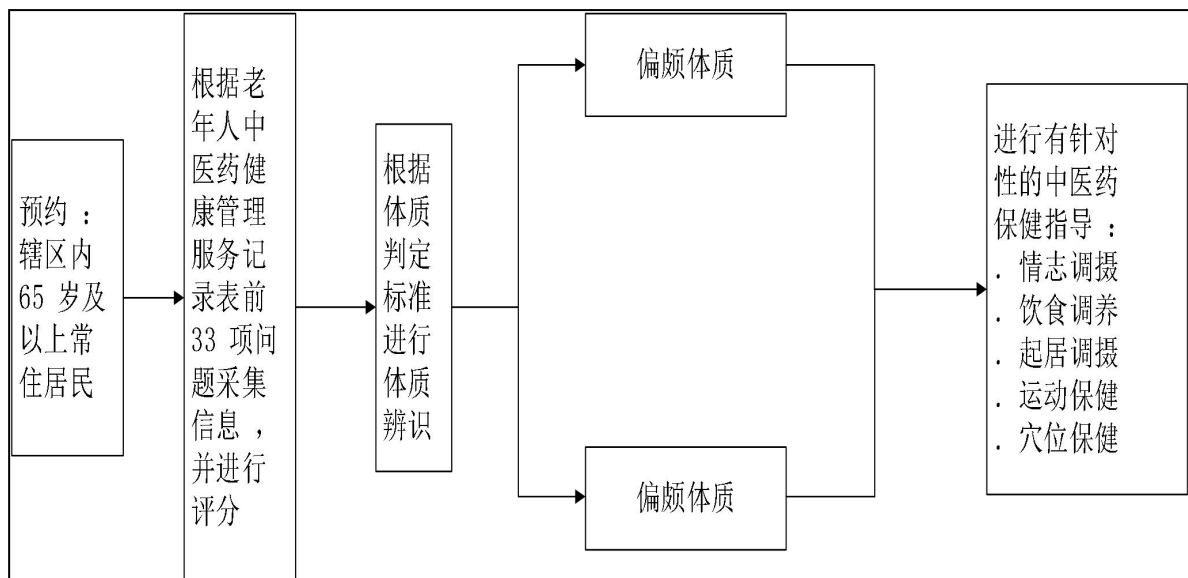 预约 :
辖区内
65 岁及
以上常
住居民
根据老
年人中
医药健
康管理
服务记
录表前
33 项问
题采集
信息 ,
并进行
评分
根据
体质
判定
标准
进行
体质
辨识
偏颇体质
偏颇体质
进行有针对
性的中医药
保健指导 :
. 情志调摄
. 饮食调养
. 起居调摄
. 运动保健
. 穴位保健